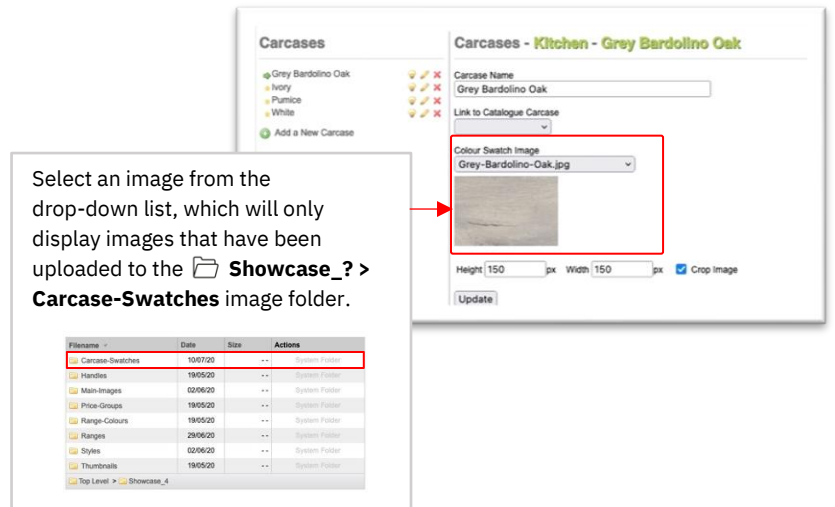 Carcases
Grey Bardolino Oak
Ivory
Pumice
White
Add a New Carcase
Carcases - Kitchen - Grey Bardolino Oak
Carcase Name
Grey Bardolino Oak
Link to Catalogue Carcase
Colour Swatch Image
Grey-Bardolino-Oak.jpg
Height 150 px Width 150 px Crop Image
Update
Select an image from the
drop-down list, which will only
display images that have been
uploaded to the Showcase_? >
Carcase-Swatches image folder.
Filename Date Size Actions
Carcase-Swatches 10/07/20 -- System Folder
Handles 19/05/20 -- System Folder
Main-Images 02/06/20 -- System Folder
Price-Groups 19/05/20 -- System Folder
Range-Colours 19/05/20 -- System Folder
Ranges 29/06/20 -- System Folder
Styles 02/06/20 -- System Folder
Thumbnails 19/05/20 -- System Folder
Top Level > Showcase_4